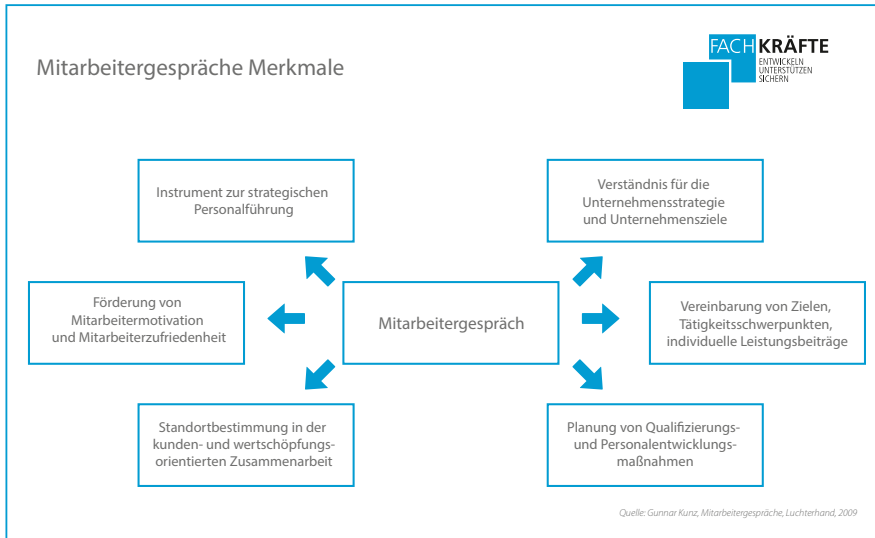 Mitarbeitergespräche Merkmale
FACHKRÄFTE
ENTWICKELN
UNTERSTÜTZEN
SICHERN
Instrument zur strategischen
Personalführung
Verständnis für die
Unternehmensstrategie
und Unternehmensziele
Förderung von
Mitarbeitermotivation
und Mitarbeiterzufriedenheit
Mitarbeitergespräch
Vereinbarung von Zielen,
Tätigkeitsschwerpunkten,
individuelle Leistungsbeiträge
Standortbestimmung in der
kunden- und wertschöpfungs-
orientierten Zusammenarbeit
Planung von Qualifizierungs-
und Personalentwicklungs-
maßnahmen
Quelle: Gunnar Kunz, Mitarbeitergespräche, Luchterhand, 2009